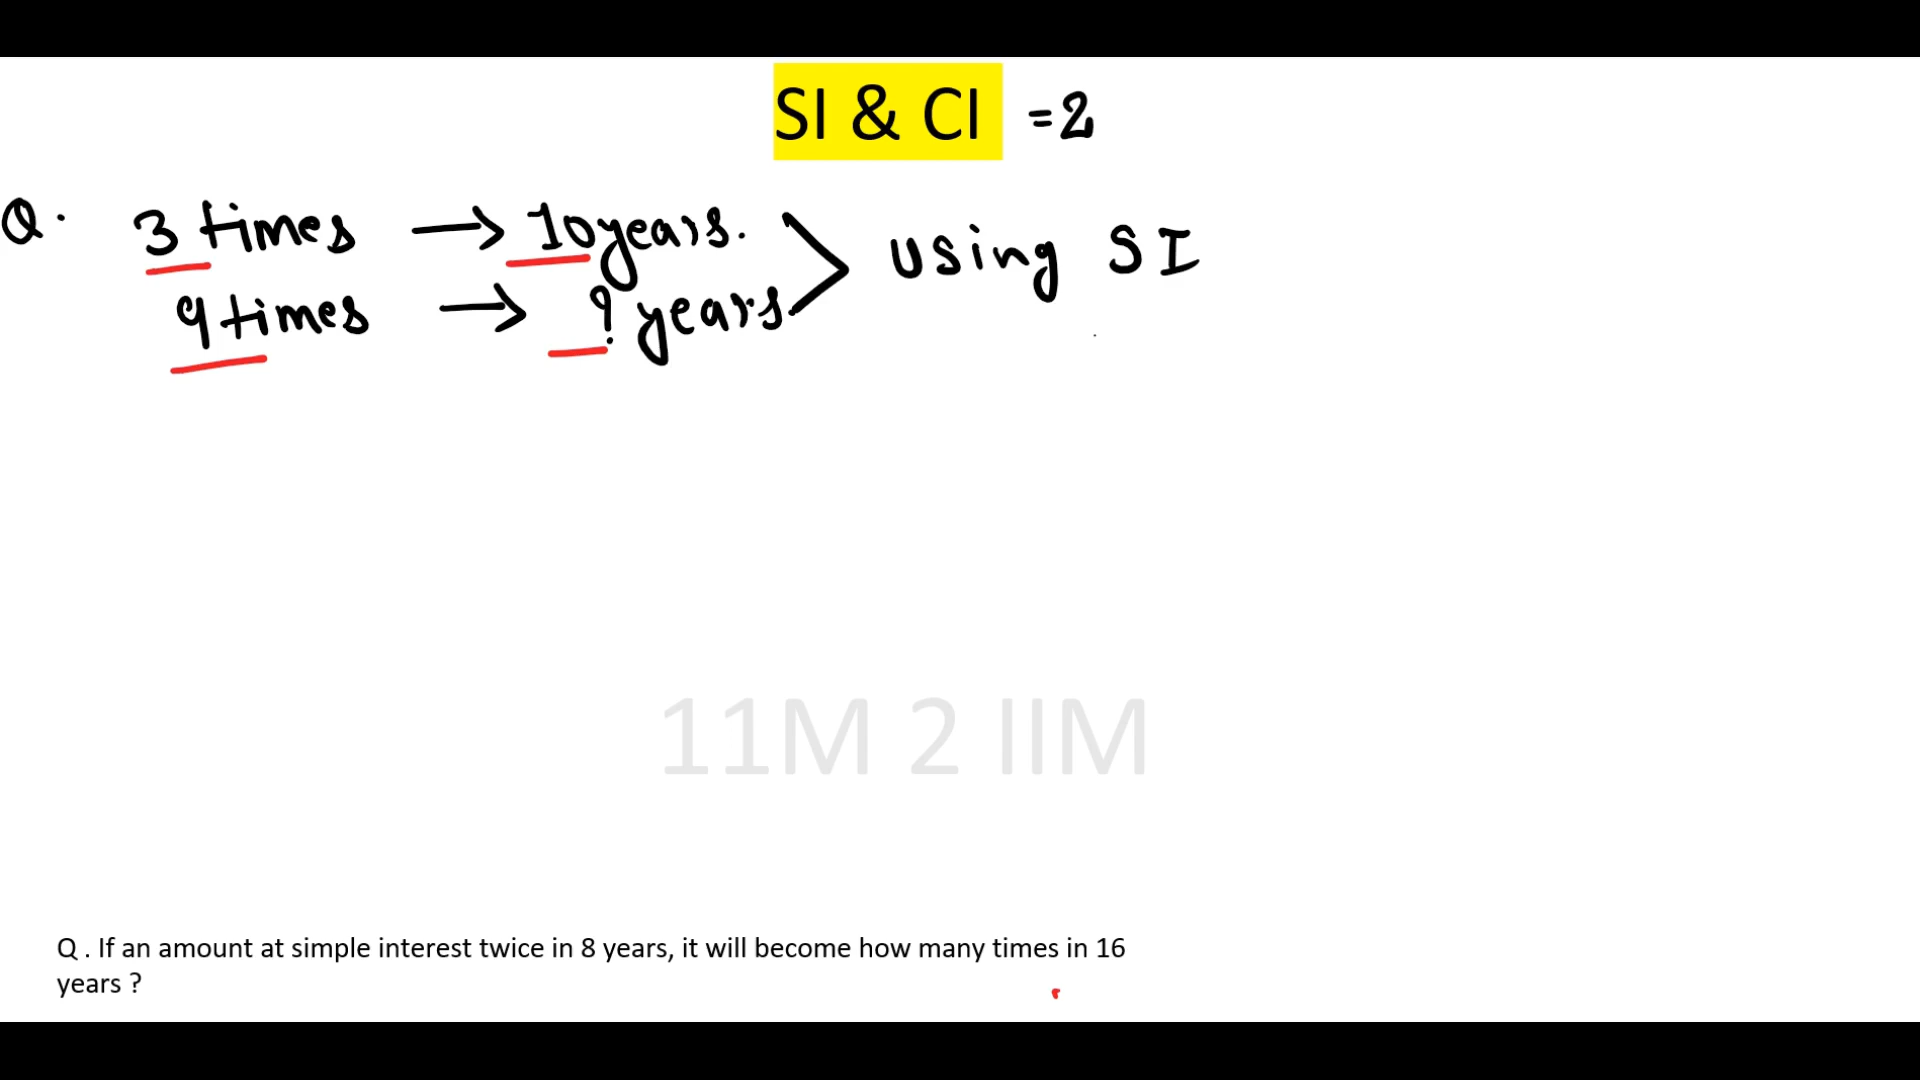 SI & CI = 2
Q. 3 times → 10 years.
9 times → ? years.
Using SI
11M 2 IIM
Q . If an amount at simple interest twice in 8 years, it will become how many times in 16
years ?